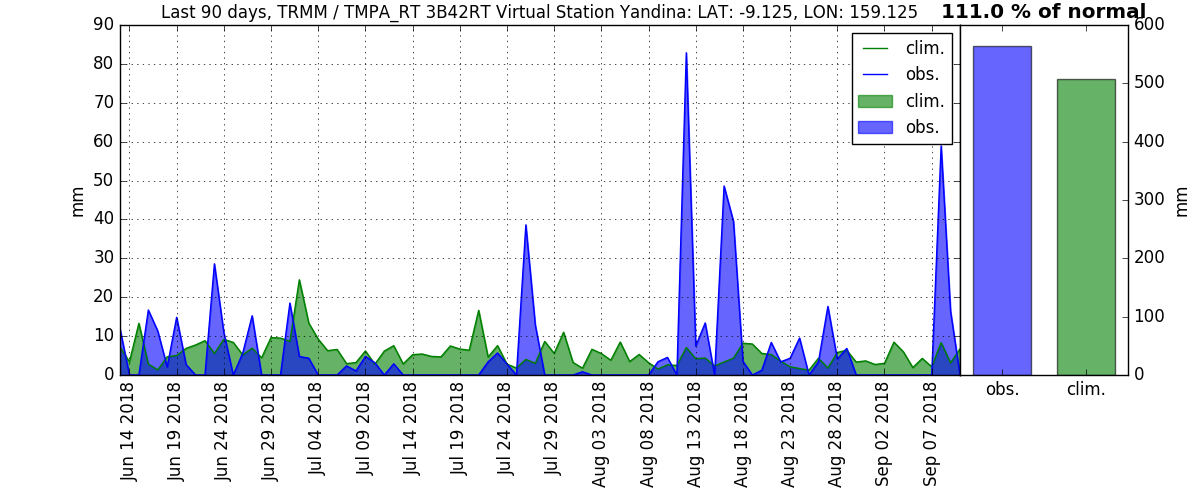 Last 90 days, TRMM / TMPA_RT 3B42RT Virtual Station Yandina: LAT: -9.125, LON: 159.125
111.0 % of normal
mm
90
80
70
60
50
40
30
20
10
0
clim.
obs.
clim.
obs.
600
500
400
300
200
100
0
mm
Jun 14 2018
Jun 19 2018
Jun 24 2018
Jun 29 2018
Jul 04 2018
Jul 09 2018
Jul 14 2018
Jul 19 2018
Jul 24 2018
Jul 29 2018
Aug 03 2018
Aug 08 2018
Aug 13 2018
Aug 18 2018
Aug 23 2018
Aug 28 2018
Sep 02 2018
Sep 07 2018
obs.
clim.